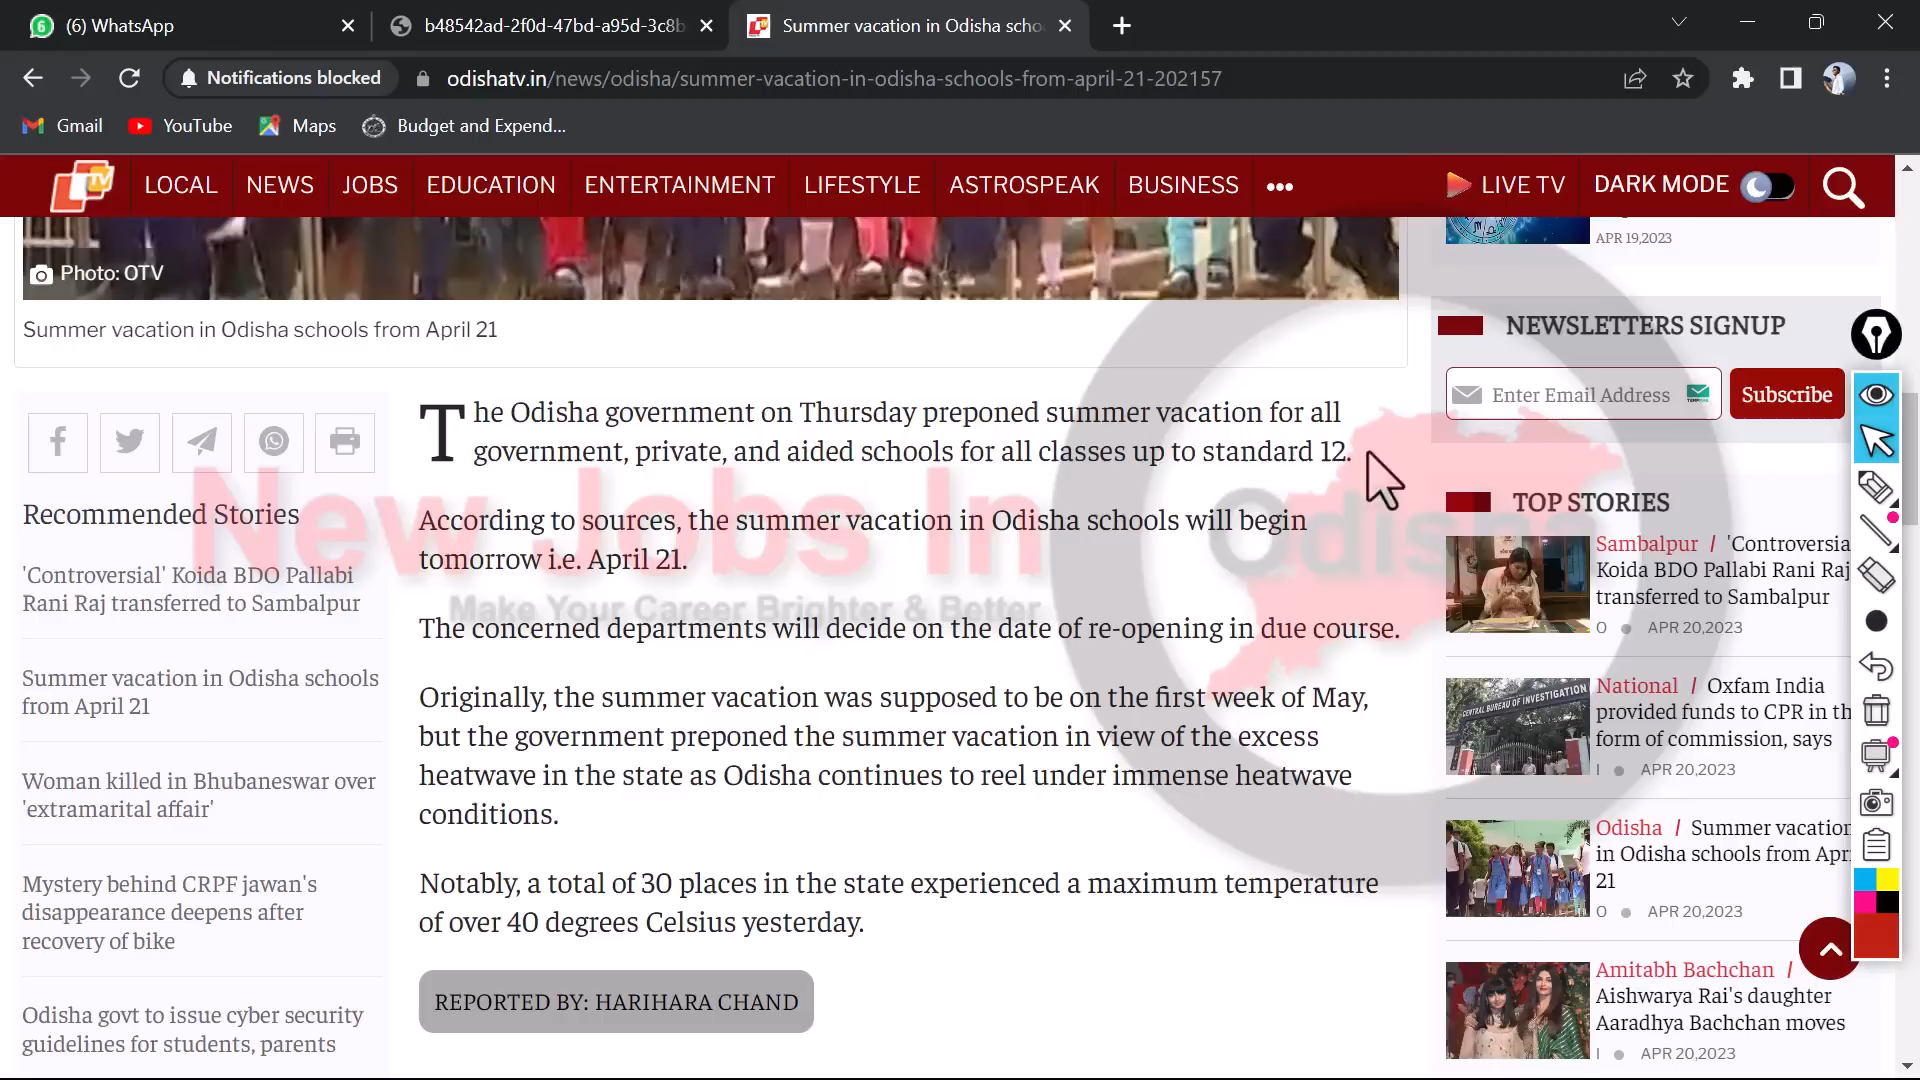 (6) WhatsApp
b48542ad-2f0d-47bd-a95d-3c8b
Summer vacation in Odisha scho
Notifications blocked
odishatv.in/news/odisha/summer-vacation-in-odisha-schools-from-april-21-202157
Gmail
YouTube
Maps
Budget and Expend...
TV
LOCAL
NEWS
JOBS
EDUCATION
ENTERTAINMENT
LIFESTYLE
ASTROSPEAK
BUSINESS
•••
LIVE TV
DARK MODE
Photo: OTV
Summer vacation in Odisha schools from April 21
Recommended Stories
'Controversial' Koida BDO Pallabi
Rani Raj transferred to Sambalpur
Summer vacation in Odisha schools
from April 21
Woman killed in Bhubaneswar over
'extramarital affair'
Mystery behind CRPF jawan's
disappearance deepens after
recovery of bike
Odisha govt to issue cyber security
guidelines for students, parents
The Odisha government on Thursday preponed summer vacation for all
government, private, and aided schools for all classes up to standard 12.
According to sources, the summer vacation in Odisha schools will begin
tomorrow i.e. April 21.
The concerned departments will decide on the date of re-opening in due course.
Originally, the summer vacation was supposed to be on the first week of May,
but the government preponed the summer vacation in view of the excess
heatwave in the state as Odisha continues to reel under immense heatwave
conditions.
Notably, a total of 30 places in the state experienced a maximum temperature
of over 40 degrees Celsius yesterday.
REPORTED BY: HARIHARA CHAND
New Jobs In Odisha
Make Your Career Brighter & Better
APR 19,2023
NEWSLETTERS SIGNUP
Enter Email Address
Subscribe
TOP STORIES
Sambalpur / 'Controversia
Koida BDO Pallabi Rani Raj
transferred to Sambalpur
O • APR 20,2023
CENTRAL BUREAU OF INVESTIGATION
National / Oxfam India
provided funds to CPR in th
form of commission, says
I • APR 20,2023
Odisha / Summer vacation
in Odisha schools from Apr
21
O • APR 20,2023
Amitabh Bachchan /
Aishwarya Rai's daughter
Aaradhya Bachchan moves
I • APR 20,2023